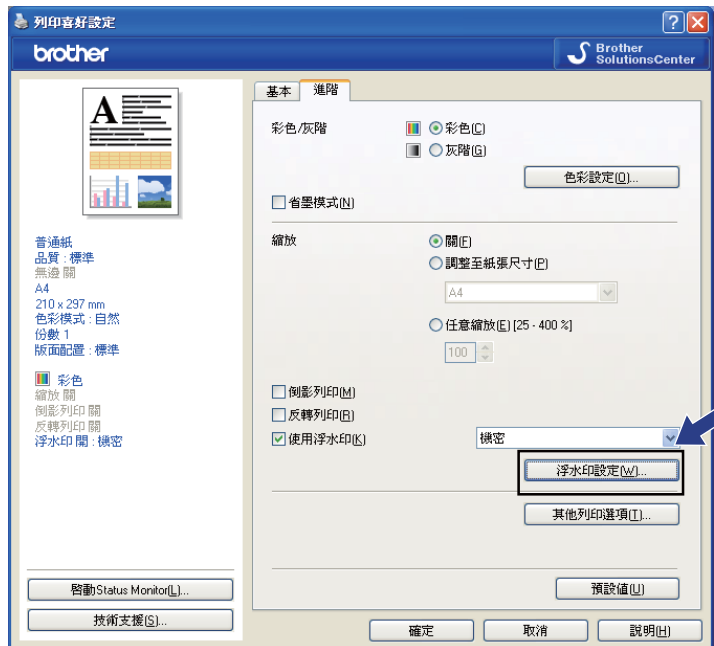 列印喜好設定
brother
Brother
SolutionsCenter
基本 進階
A
普通紙
品質 : 標準
無邊 關
A4
210 x 297 mm
色彩模式 : 自然
份數 1
版面配置 : 標準
彩色
縮放 關
倒影列印 關
反轉列印 關
浮水印 開 : 機密
啓動Status Monitor(L)...
技術支援(S)...
彩色/灰階
彩色(C)
灰階(G)
色彩設定(O)...
省墨模式(N)
縮放
關(F)
調整至紙張尺寸(P)
A4
任意縮放(E) [25 - 400 %]
100
倒影列印(M)
反轉列印(R)
使用浮水印(K)
機密
浮水印設定(W)...
其他列印選項(T)...
預設值(U)
確定 取消 說明(H)